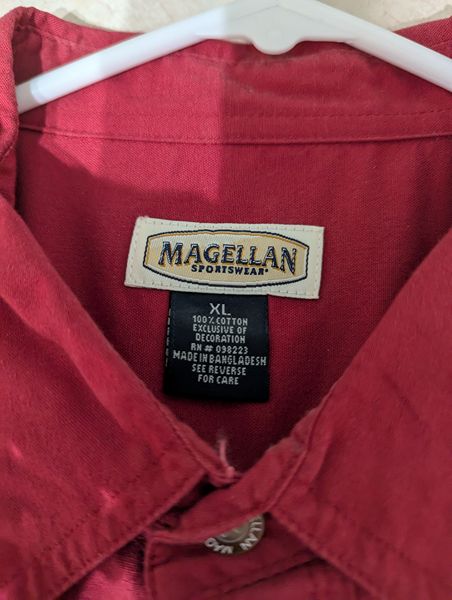 MAGELLAN
SPORTSWEAR®
XL
100% COTTON
EXCLUSIVE OF
DECORATION
RN # 098223
MADE IN BANGLADESH
SEE REVERSE
FOR CARE